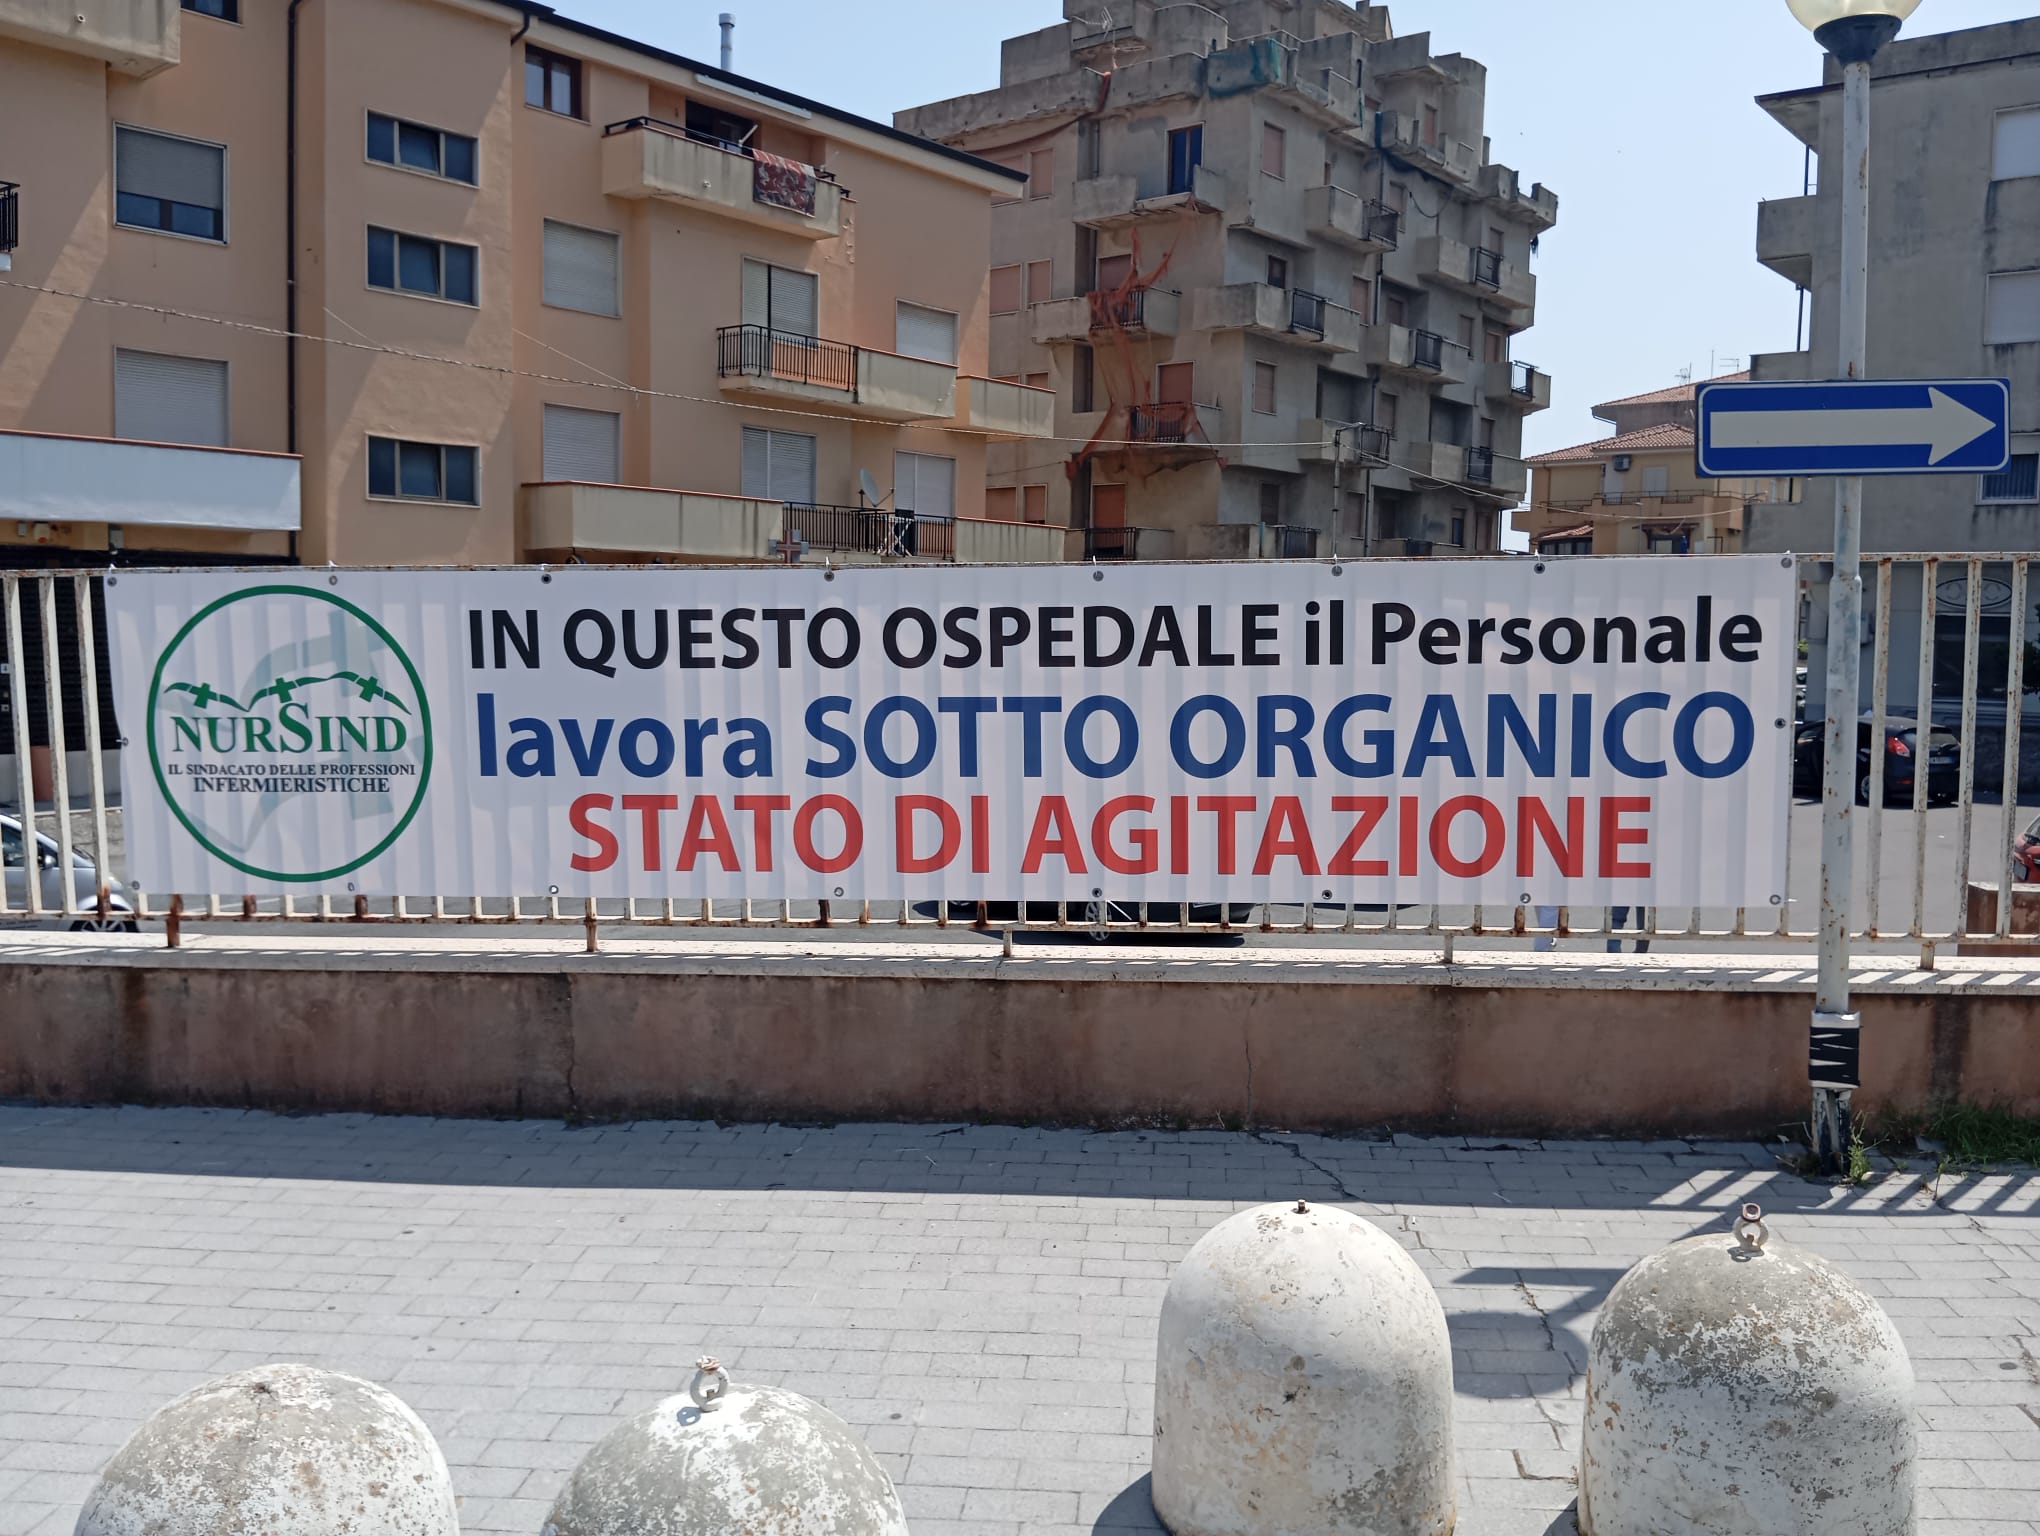 NURSIND
IL SINDACATO DELLE PROFESSIONI
INFERMIERISTICHE
IN QUESTO OSPEDALE il Personale
lavora SOTTO ORGANICO
STATO DI AGITAZIONE